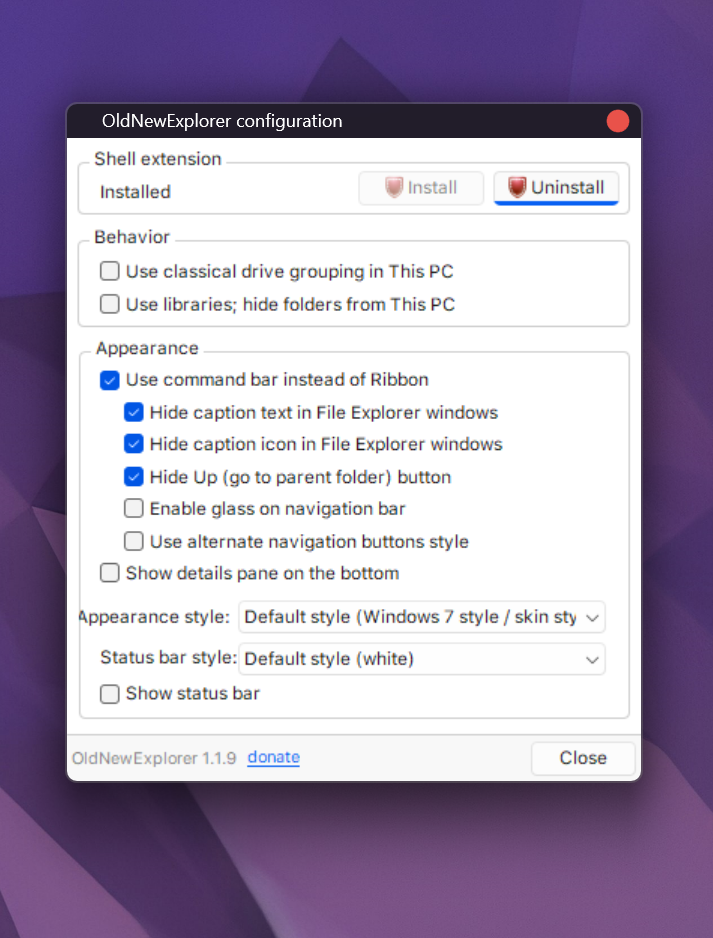 OldNewExplorer configuration
Shell extension
Installed
Install
Uninstall
Behavior
Use classical drive grouping in This PC
Use libraries; hide folders from This PC
Appearance
Use command bar instead of Ribbon
Hide caption text in File Explorer windows
Hide caption icon in File Explorer windows
Hide Up (go to parent folder) button
Enable glass on navigation bar
Use alternate navigation buttons style
Show details pane on the bottom
Appearance style: Default style (Windows 7 style / skin sty
Status bar style: Default style (white)
Show status bar
OldNewExplorer 1.1.9 donate
Close